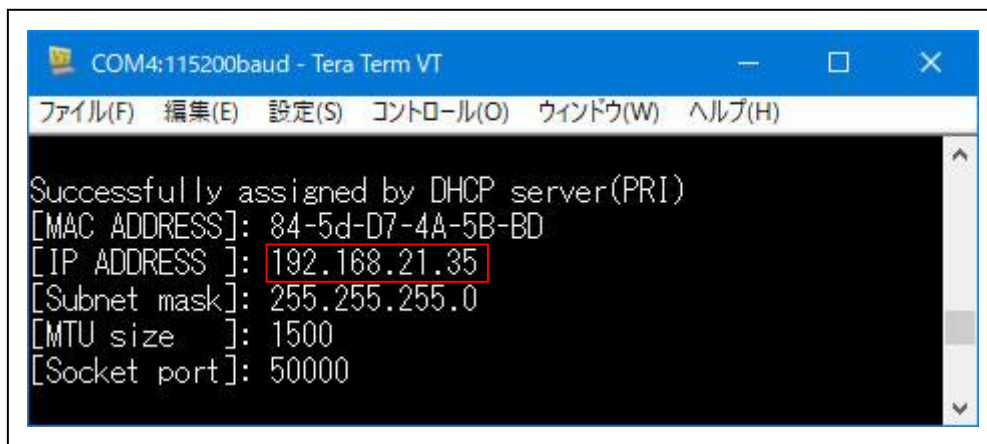 COM4:115200baud - Tera Term VT
ファイル(F) 編集(E) 設定(S) コントロール(O) ウィンドウ(W) ヘルプ(H)
Successfully assigned by DHCP server(PRI)
[MAC ADDRESS]: 84-5d-D7-4A-5B-BD
[IP ADDRESS ]: 192.168.21.35
[Subnet mask]: 255.255.255.0
[MTU size   ]: 1500
[Socket port]: 50000